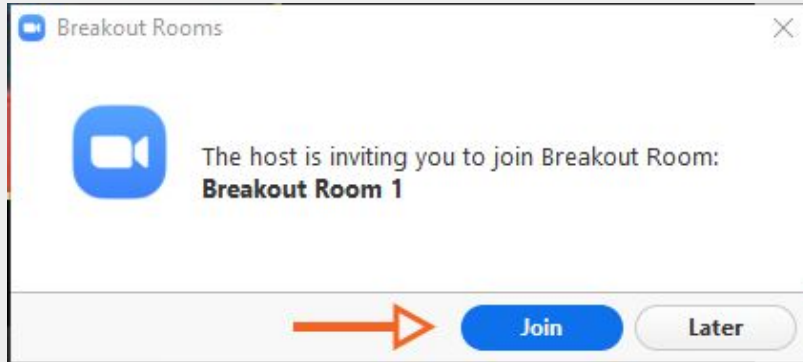 Breakout Rooms
The host is inviting you to join Breakout Room:
Breakout Room 1
Join
Later